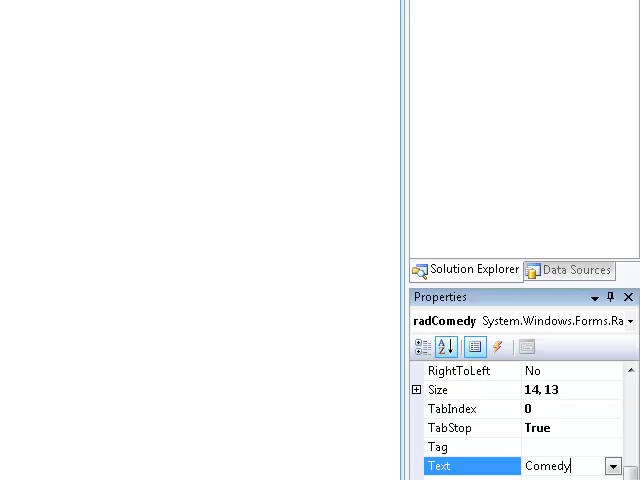 Solution Explorer Data Sources
Properties
radComedy System.Windows.Forms.Ra
RightToLeft No
Size 14, 13
TabIndex 0
TabStop True
Tag
Text Comedy